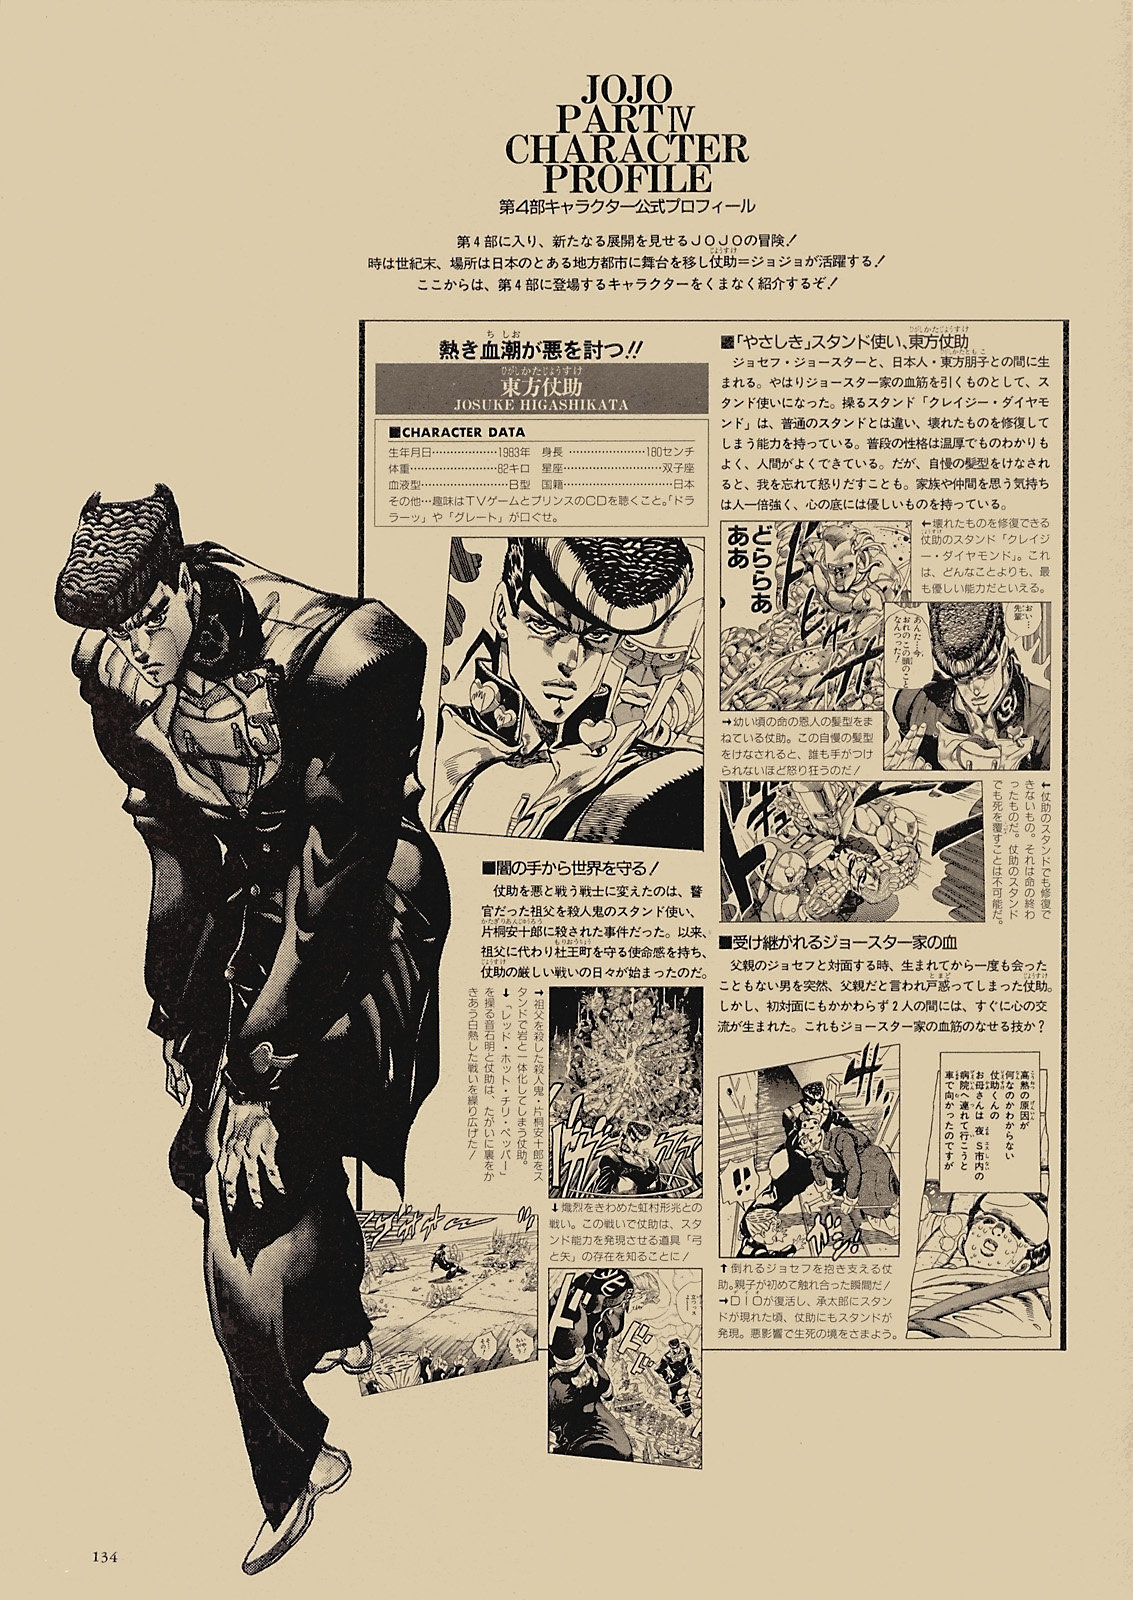 JOJO
PART IV
CHARACTER
PROFILE
第4部キャラクター公式プロフィール
第4部に入り、新たなる展開を見せるJOJOの冒険!
時は世紀末、場所は日本のとある地方都市に舞台を移し仗助=ジョジョが活躍する!
ここからは、第4部に登場するキャラクターをくまなく紹介するぞ!
熱き血潮が悪を討つ!!
東方仗助
JOSUKE HIGASHIKATA
■CHARACTER DATA
生年月日…………………1983年 身長 …………………180センチ
体重………………………82キロ 星座………………………双子座
血液型………………………B型 国籍…………………………日本
その他…趣味はTVゲームとプリンスのCDを聴くこと。「ドラ
ラーッ」や「グレート」が口ぐせ。
■闇の手から世界を守る!
仗助を悪と戦う戦士に変えたのは、警
官だった祖父を殺人鬼のスタンド使い、
片桐安十郎に殺された事件だった。以来、
祖父に代わり杜王町を守る使命感を持ち、
仗助の厳しい戦いの日々が始まったのだ。
→祖父を殺した殺人鬼・片桐安十郎をス
タンドで岩と一体化してしまう仗助。
↓「レッド・ホット・チリ・ペッパー」
を操る音石明と仗助は、たがいに裏をか
きあう白熱した戦いを繰り広げた!
↓熾烈をきわめた虹村形兆との
戦い。この戦いで仗助は、スタ
ンド能力を発現させる道具「弓
と矢」の存在を知ることに!
■「やさしき」スタンド使い、東方仗助
ジョセフ・ジョースターと、日本人・東方朋子との間に生
まれる。やはりジョースター家の血筋を引くものとして、ス
タンド使いになった。操るスタンド「クレイジー・ダイヤモ
ンド」は、普通のスタンドとは違い、壊れたものを修復して
しまう能力を持っている。普段の性格は温厚でものわかりも
よく、人間がよくできている。だが、自慢の髪型をけなされ
ると、我を忘れて怒りだすことも。家族や仲間を思う気持ち
は人一倍強く、心の底には優しいものを持っている。
どららぁ
ああ
←壊れたものを修復できる
仗助のスタンド「クレイジ
ー・ダイヤモンド」。これ
は、どんなことよりも、最
も優しい能力だといえる。
おい…
先輩
あんた…今
おれのこの頭のこと
なんつった!
→幼い頃の命の恩人の髪型をま
ねている仗助。この自慢の髪型
をけなされると、誰も手がつけ
られないほど怒り狂うのだ!
←仗助のスタンドでも修復で
きないもの。それは命の終わ
ったものだ。仗助のスタンド
でも死を覆すことは不可能だ。
■受け継がれるジョースター家の血
父親のジョセフと対面する時、生まれてから一度も会った
こともない男を突然、父親だと言われ戸惑ってしまった仗助。
しかし、初対面にもかかわらず2人の間には、すぐに心の交
流が生まれた。これもジョースター家の血筋のなせる技か?
高熱の原因が
何なのかわからない
仗助くんの
お母さんは 夜 S市内の
病院へ連れて行こうと
車で向かったのですが
↑倒れるジョセフを抱き支える仗
助。親子が初めて触れ合った瞬間だ!
→DIOが復活し、承太郎にスタン
ドが現れた頃、仗助にもスタンドが
発現。悪影響で生死の境をさまよう。
134